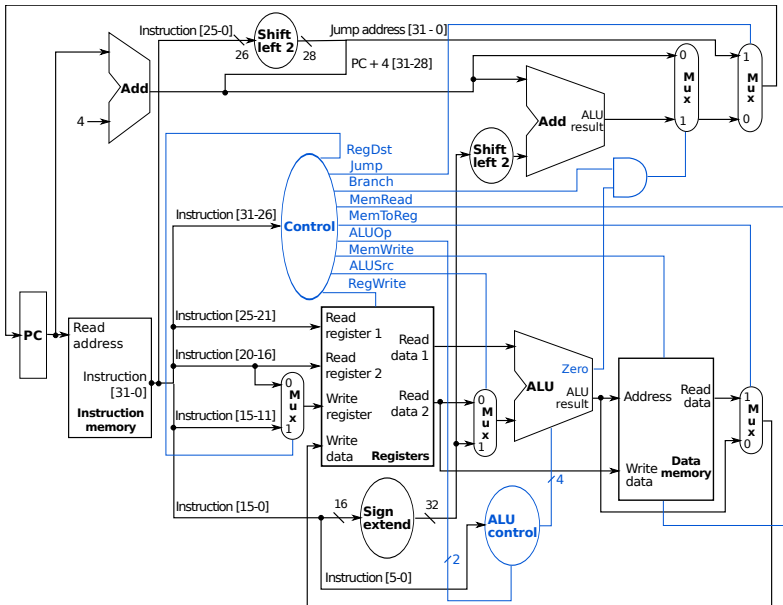 Instruction [25-0]
26
Shift
left 2
28
Jump address [31 - 0]
PC + 4 [31-28]
Add
4
0
M
u
x
1
1
M
u
x
0
Add
ALU
result
Shift
left 2
RegDst
Jump
Branch
MemRead
MemToReg
ALUOp
MemWrite
ALUSrc
RegWrite
Control
Instruction [31-26]
PC
Read
address
Instruction
[31-0]
Instruction
memory
Instruction [25-21]
Instruction [20-16]
Instruction [15-11]
0
M
u
x
1
Read
register 1
Read
register 2
Write
register
Write
data
Read
data 1
Read
data 2
Registers
0
M
u
x
1
Zero
ALU
ALU
result
Address
Read
data
Write
data
Data
memory
1
M
u
x
0
Instruction [15-0]
16
Sign
extend
32
ALU
control
4
2
Instruction [5-0]